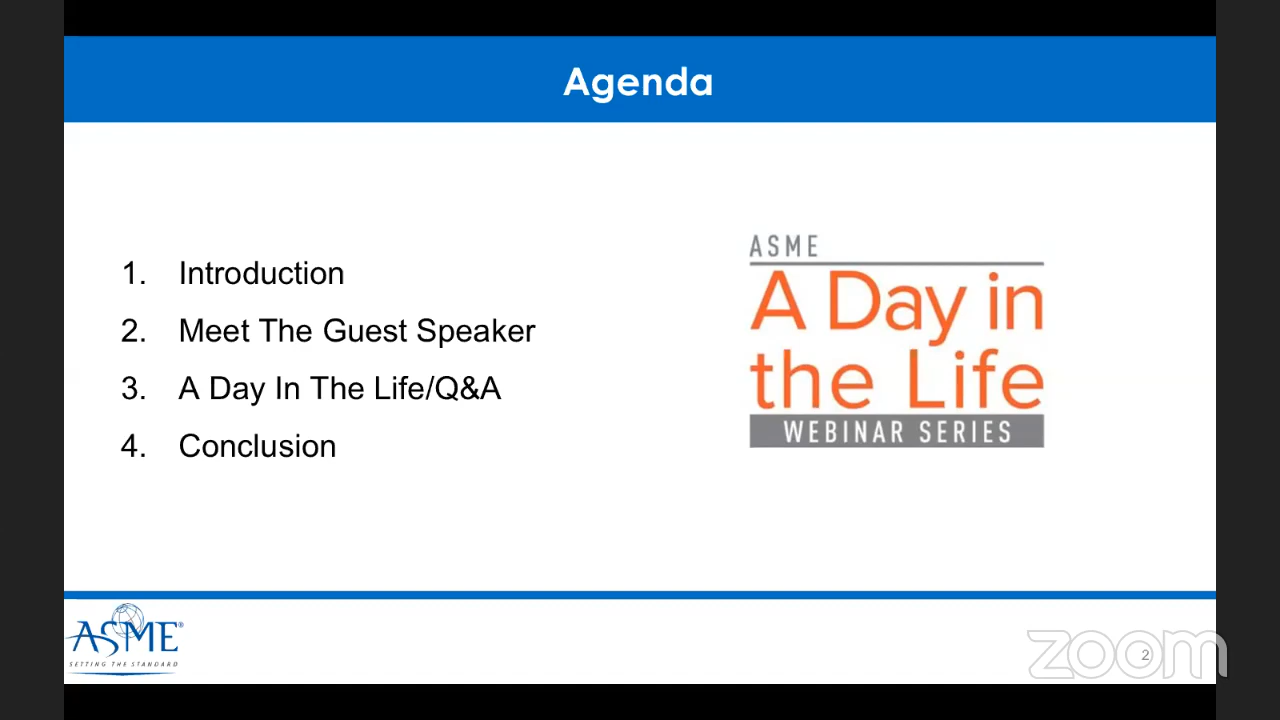 Agenda
1. Introduction
2. Meet The Guest Speaker
3. A Day In The Life/Q&A
4. Conclusion
ASME
A Day in
the Life
WEBINAR SERIES
ASME®
SETTING THE STANDARD
zoom
2